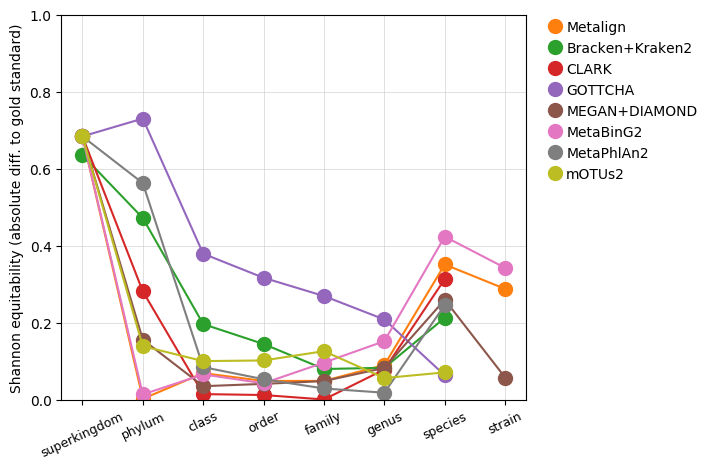 Shannon equitability (absolute diff. to gold standard)
1.0
0.8
0.6
0.4
0.2
0.0
superkingdom
phylum
class
order
family
genus
species
strain
Metalign
Bracken+Kraken2
CLARK
GOTTCHA
MEGAN+DIAMOND
MetaBinG2
MetaPhlAn2
mOTUs2